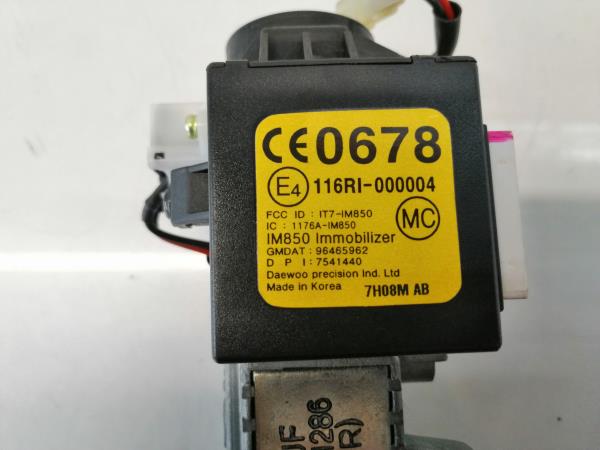 CE0678
E4 116RI-000004
FCC ID : IT7-IM850
IC : 1176A-IM850
MC
IM850 Immobilizer
GMDAT : 96465962
D P I : 7541440
Daewoo precision Ind. Ltd
Made in Korea 7H08M AB
286
R)